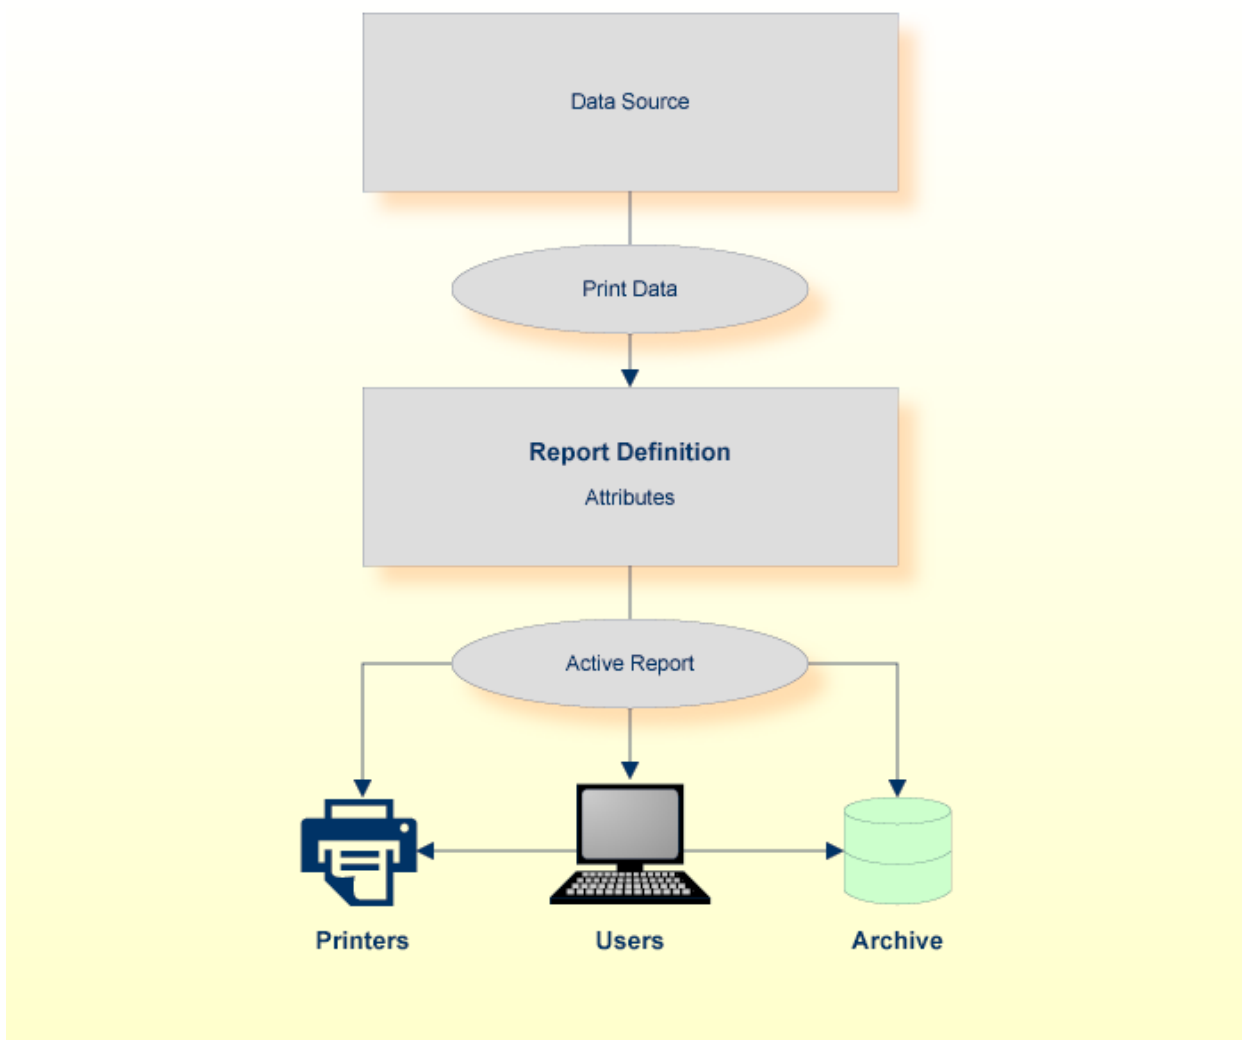 Data Source
Print Data
Report Definition
Attributes
Active Report
Printers
Users
Archive